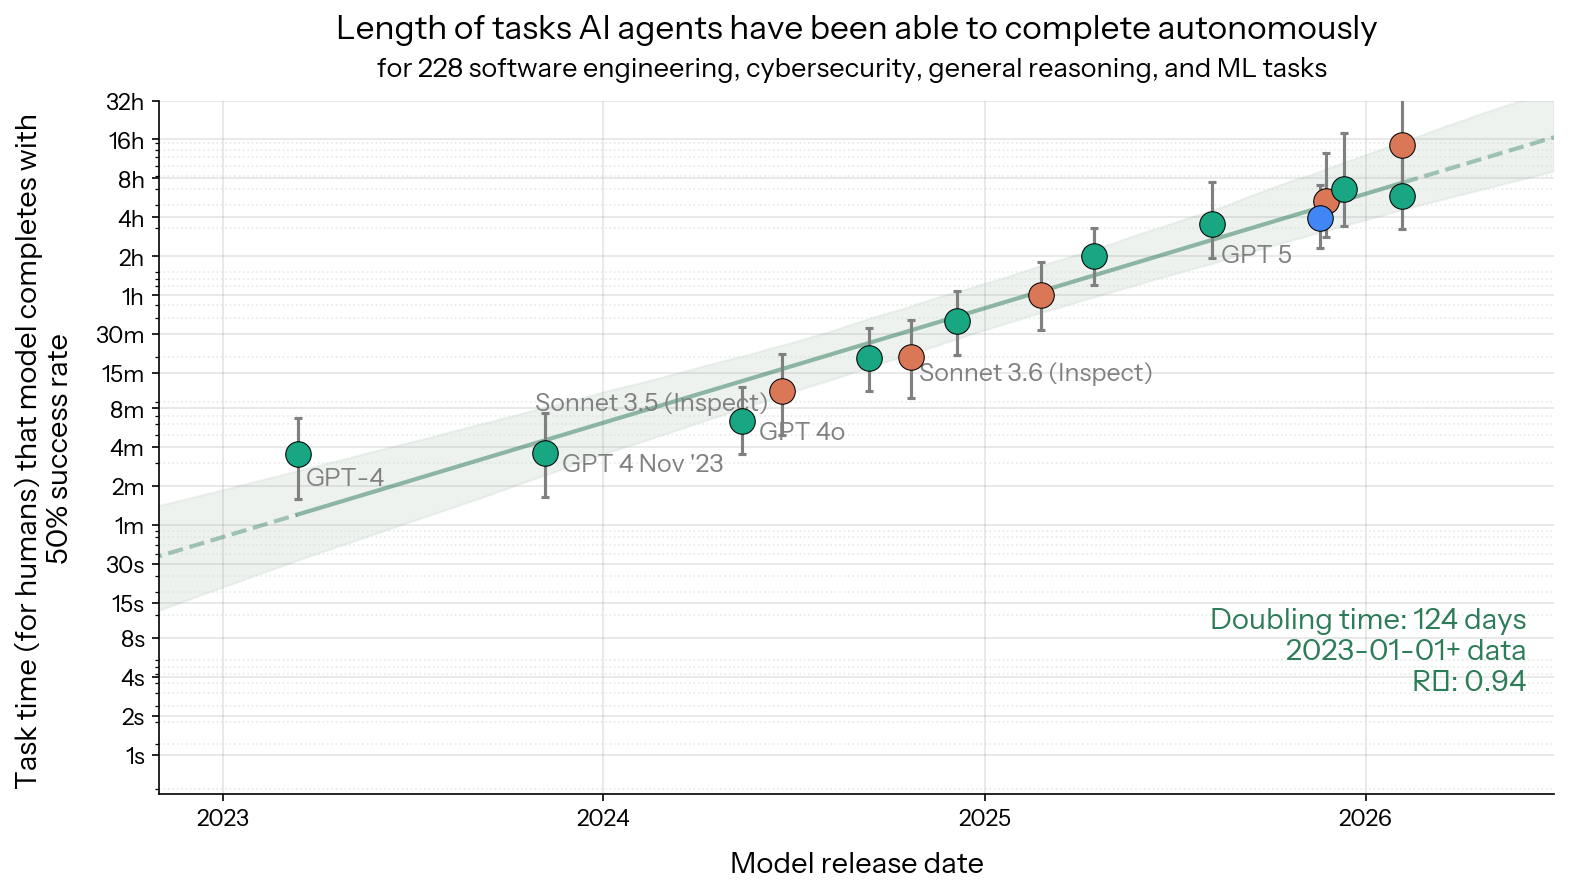 Length of tasks AI agents have been able to complete autonomously
for 228 software engineering, cybersecurity, general reasoning, and ML tasks
Task time (for humans) that model completes with
50% success rate
32h
16h
8h
4h
2h
1h
30m
15m
8m
4m
2m
1m
30s
15s
8s
4s
2s
1s
GPT 5
Sonnet 3.6 (Inspect)
Sonnet 3.5 (Inspect)
GPT 4o
GPT 4 Nov '23
GPT-4
Doubling time: 124 days
2023-01-01+ data
R▯: 0.94
2023
2024
2025
2026
Model release date